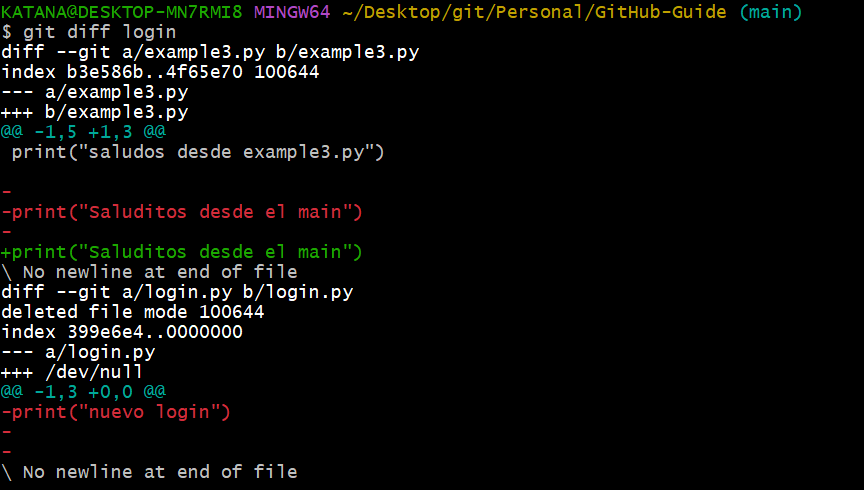 KATANA@DESKTOP-MN7RMI8 MINGW64 ~/Desktop/git/Personal/GitHub-Guide (main)
$ git diff login
diff --git a/example3.py b/example3.py
index b3e586b..4f65e70 100644
--- a/example3.py
+++ b/example3.py
@@ -1,5 +1,3 @@
 print("saludos desde example3.py")

-
-print("Saluditos desde el main")
-
+print("Saluditos desde el main")
\ No newline at end of file
diff --git a/login.py b/login.py
deleted file mode 100644
index 399e6e4..0000000
--- a/login.py
+++ /dev/null
@@ -1,3 +0,0 @@
-print("nuevo login")
-
-
\ No newline at end of file